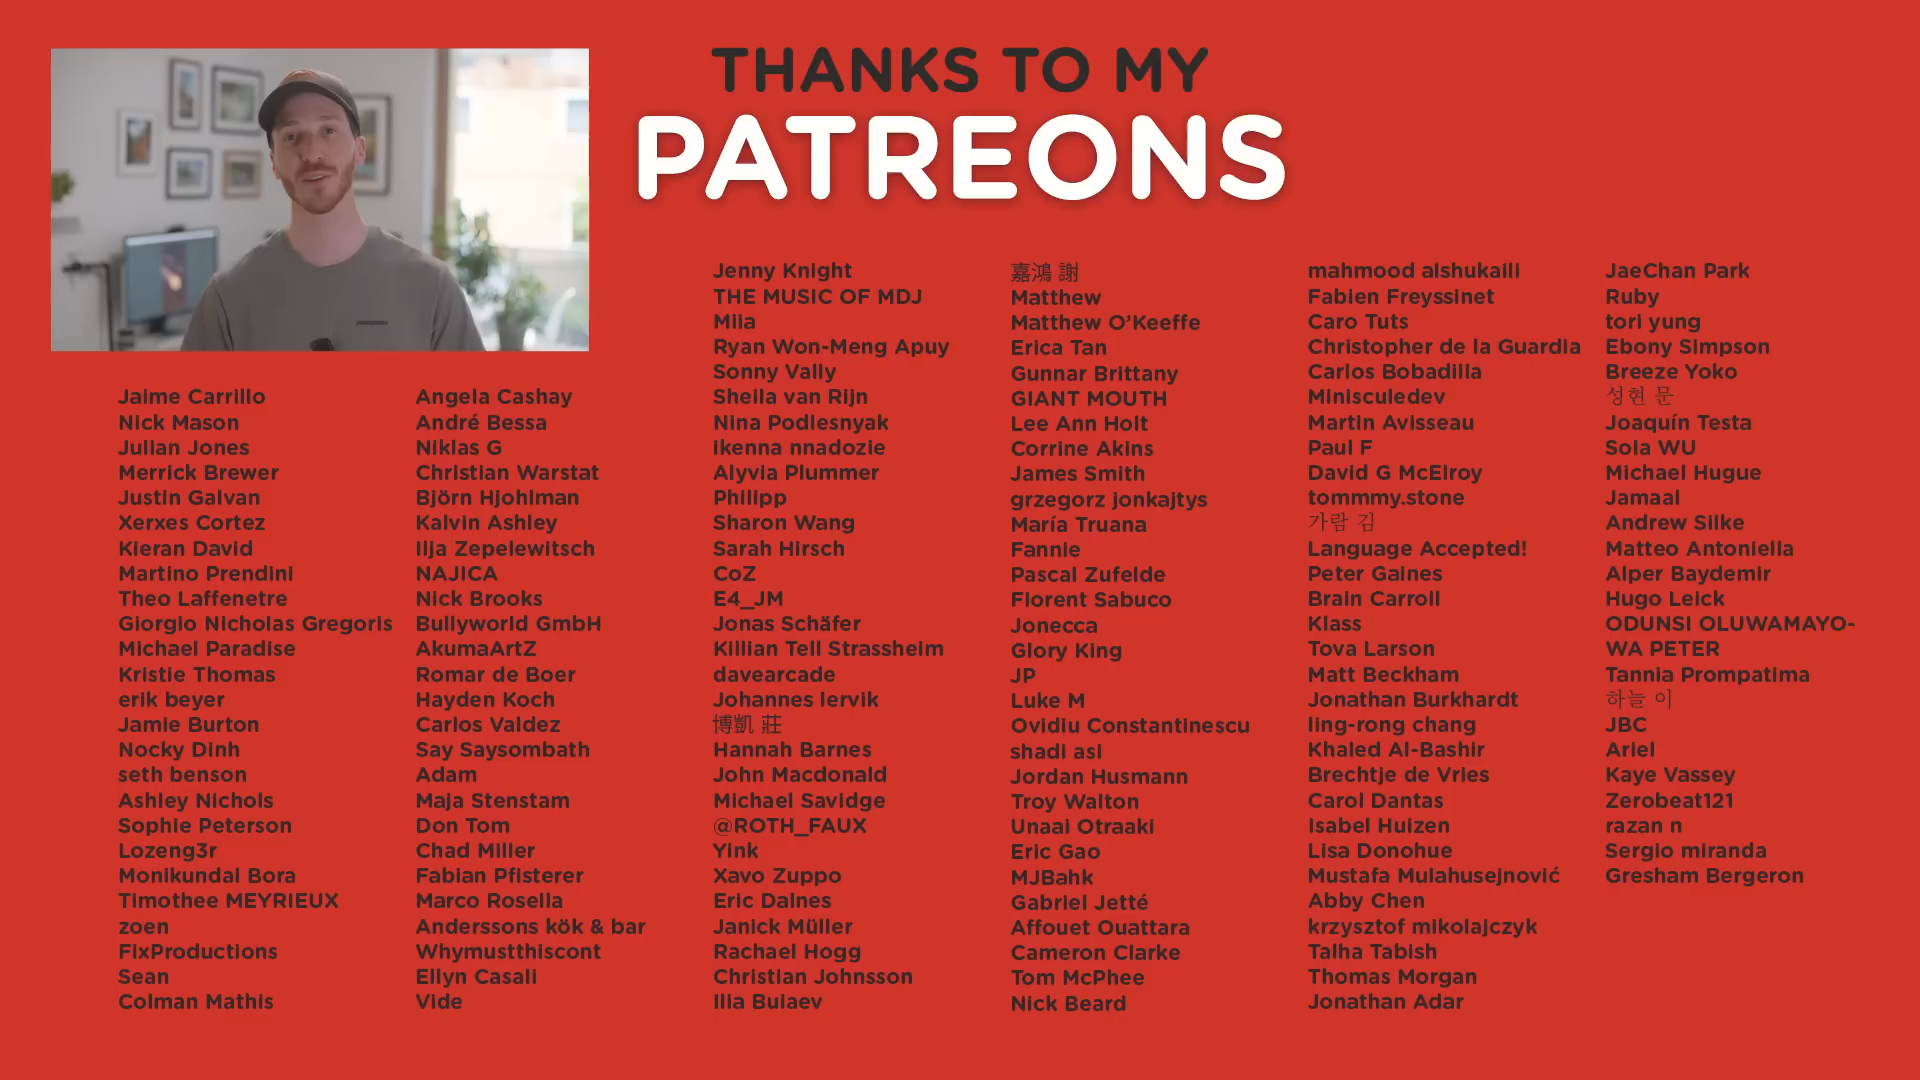 THANKS TO MY
PATREONS
Jaime Carrillo
Nick Mason
Julian Jones
Merrick Brewer
Justin Galvan
Xerxes Cortez
Kieran David
Martino Prendini
Theo Laffenetre
Giorgio Nicholas Gregoris
Michael Paradise
Kristie Thomas
erik beyer
Jamie Burton
Nocky Dinh
seth benson
Ashley Nichols
Sophie Peterson
Lozeng3r
Monikundal Bora
Timothee MEYRIEUX
zoen
FixProductions
Sean
Colman Mathis
Angela Cashay
André Bessa
Niklas G
Christian Warstat
Björn Hjohlman
Kalvin Ashley
Ilja Zepelewitsch
NAJICA
Nick Brooks
Bullyworld GmbH
AkumaArtZ
Romar de Boer
Hayden Koch
Carlos Valdez
Say Saysombath
Adam
Maja Stenstam
Don Tom
Chad Miller
Fabian Pfisterer
Marco Rosella
Anderssons kök & bar
Whymustthiscont
Ellyn Casali
Vide
Jenny Knight
THE MUSIC OF MDJ
Miia
Ryan Won-Meng Apuy
Sonny Vally
Sheila van Rijn
Nina Podlesnyak
Ikenna nnadozie
Alyvia Plummer
Philipp
Sharon Wang
Sarah Hirsch
CoZ
E4_JM
Jonas Schäfer
Killian Tell Strassheim
davearcade
Johannes lervik
博凱 莊
Hannah Barnes
John Macdonald
Michael Savidge
@ROTH_FAUX
Yink
Xavo Zuppo
Eric Dalnes
Janick Müller
Rachael Hogg
Christian Johnsson
Illa Bulaev
嘉鴻 謝
Matthew
Matthew O’Keeffe
Erica Tan
Gunnar Brittany
GIANT MOUTH
Lee Ann Holt
Corrine Akins
James Smith
grzegorz jonkajtys
María Truana
Fannie
Pascal Zufelde
Florent Sabuco
Jonecca
Glory King
JP
Luke M
Ovidiu Constantinescu
shadi asi
Jordan Husmann
Troy Walton
Unaai Otraaki
Eric Gao
MJBahk
Gabriel Jetté
Affouet Ouattara
Cameron Clarke
Tom McPhee
Nick Beard
mahmood alshukaili
Fabien Freyssinet
Caro Tuts
Christopher de la Guardia
Carlos Bobadilla
Minisculedev
Martin Avisseau
Paul F
David G McElroy
tommmy.stone
가람 김
Language Accepted!
Peter Gaines
Brain Carroll
Klass
Tova Larson
Matt Beckham
Jonathan Burkhardt
ling-rong chang
Khaled Al-Bashir
Brechtje de Vries
Carol Dantas
Isabel Huizen
Lisa Donohue
Mustafa Mulahusejnović
Abby Chen
krzysztof mikolajczyk
Talha Tabish
Thomas Morgan
Jonathan Adar
JaeChan Park
Ruby
tori yung
Ebony Simpson
Breeze Yoko
성현 문
Joaquín Testa
Sola WU
Michael Hugue
Jamaal
Andrew Silke
Matteo Antoniella
Alper Baydemir
Hugo Leick
ODUNSI OLUWAMAYO-
WA PETER
Tannia Prompatima
하늘 이
JBC
Ariel
Kaye Vassey
Zerobeat121
razan n
Sergio miranda
Gresham Bergeron